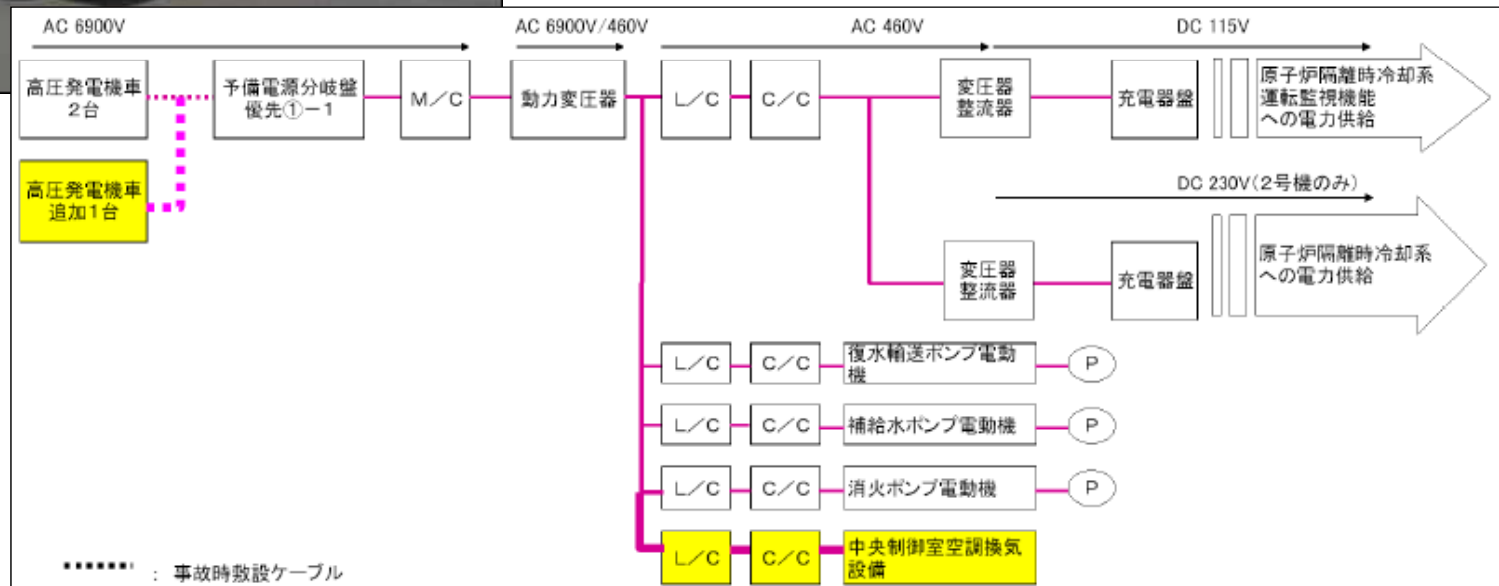 AC 6900V
AC 6900V/460V
AC 460V
DC 115V
高圧発電機車
2台
予備電源分岐盤
優先①-1
M/C
動力変圧器
L/C
C/C
変圧器
整流器
充電器盤
原子炉隔離時冷却系
運転監視機能
への電力供給
高圧発電機車
追加1台
DC 230V(2号機のみ)
変圧器
整流器
充電器盤
原子炉隔離時冷却系
への電力供給
L/C
C/C
復水輸送ポンプ電動
機
P
L/C
C/C
補給水ポンプ電動機
P
L/C
C/C
消火ポンプ電動機
P
L/C
C/C
中央制御室空調換気
設備
: 事故時敷設ケーブル